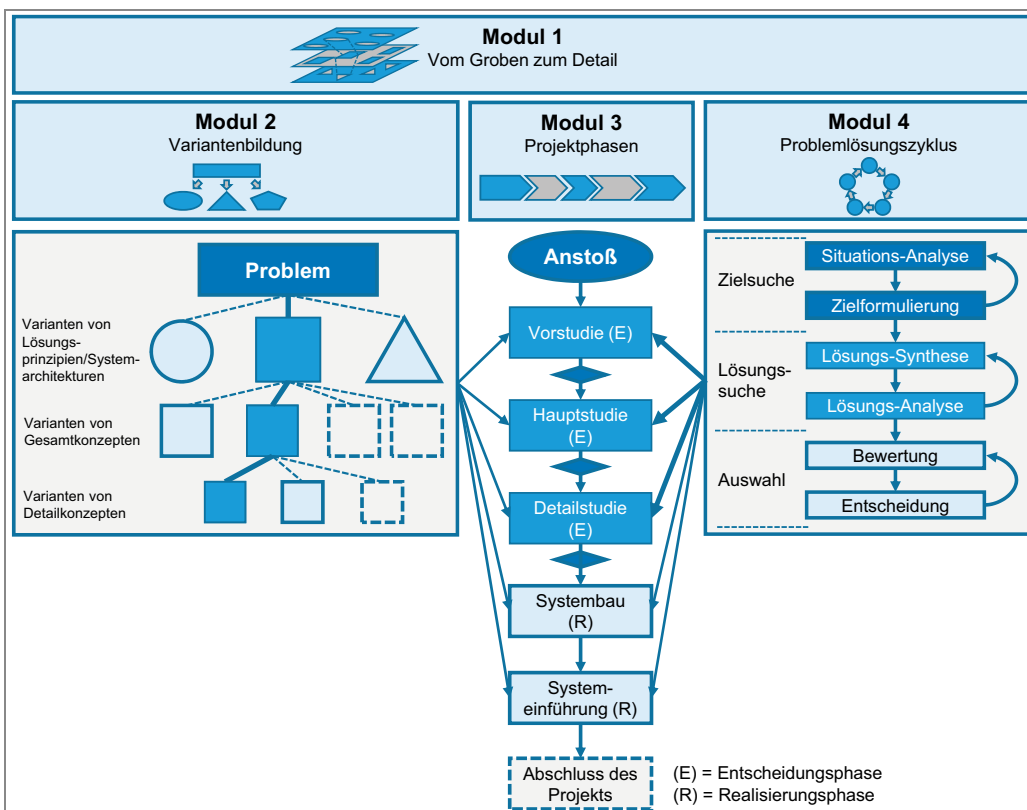 Modul 1
Vom Groben zum Detail
Modul 2
Variantenbildung
Modul 3
Projektphasen
Modul 4
Problemlösungszyklus
Problem
Varianten von
Lösungs-
prinzipien/System-
architekturen
Varianten von
Gesamtkonzepten
Varianten von
Detailkonzepten
Anstoß
Vorstudie (E)
Hauptstudie
(E)
Detailstudie
(E)
Systembau
(R)
System-
einführung (R)
Abschluss des
Projekts
Zielsuche
Situations-Analyse
Zielformulierung
Lösungs-
suche
Lösungs-Synthese
Lösungs-Analyse
Auswahl
Bewertung
Entscheidung
(E) = Entscheidungsphase
(R) = Realisierungsphase